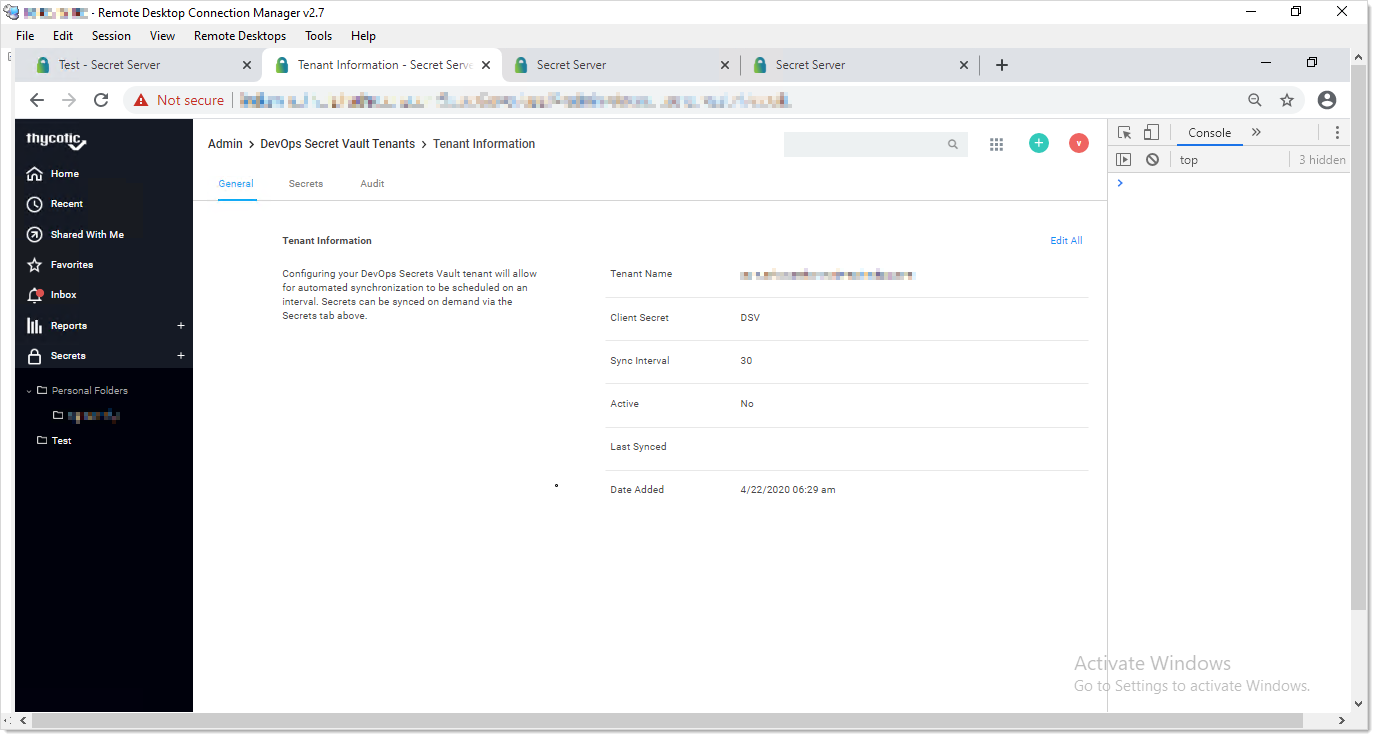 - Remote Desktop Connection Manager v2.7
File Edit Session View Remote Desktops Tools Help
Test - Secret Server
Tenant Information - Secret Serve
Secret Server
Secret Server
Not secure
thycotic
Admin > DevOps Secret Vault Tenants > Tenant Information
Console
top
3 hidden
Home
Recent
Shared With Me
Favorites
Inbox
Reports +
Secrets +
Personal Folders
Test
General Secrets Audit
Tenant Information
Edit All
Configuring your DevOps Secrets Vault tenant will allow
for automated synchronization to be scheduled on an
interval. Secrets can be synced on demand via the
Secrets tab above.
Tenant Name
Client Secret DSV
Sync Interval 30
Active No
Last Synced
Date Added 4/22/2020 06:29 am
Activate Windows
Go to Settings to activate Windows.